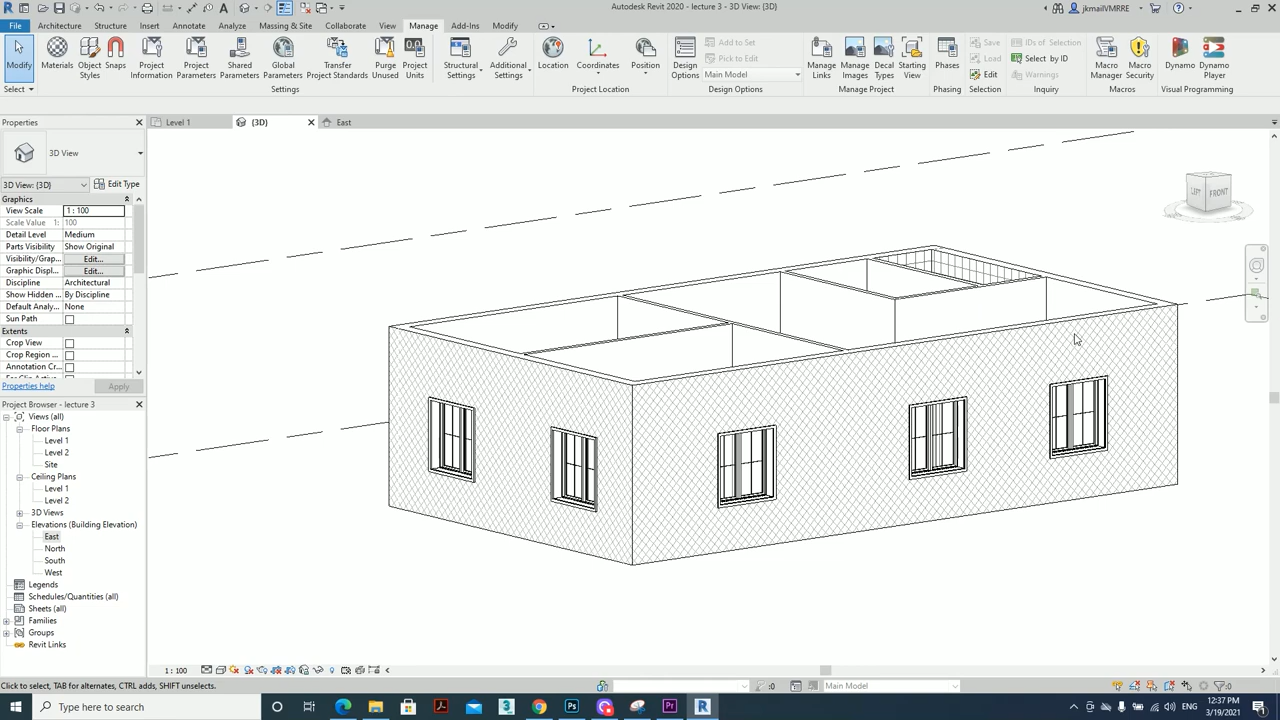 Autodesk Revit 2020 - lecture 3 - 3D View: {3D}
jkmailVMRRE
File
Architecture
Structure
Insert
Annotate
Analyze
Massing & Site
Collaborate
View
Manage
Add-Ins
Modify
Modify
Materials
Object Styles
Snaps
Project Information
Project Parameters
Shared Parameters
Global Parameters
Transfer Project Standards
Purge Unused
Project Units
Structural Settings
Additional Settings
Location
Coordinates
Position
Design Options
Add to Set
Pick to Edit
Main Model
Manage Links
Manage Images
Decal Types
Starting View
Phases
Save
Load
Edit
IDs of Selection
Select by ID
Warnings
Macro Manager
Macro Security
Dynamo
Dynamo Player
Select
Settings
Project Location
Design Options
Manage Project
Phasing
Selection
Inquiry
Macros
Visual Programming
Properties
Level 1
{3D}
East
3D View
3D View: {3D}
Edit Type
Graphics
View Scale 1 : 100
Scale Value 1: 100
Detail Level Medium
Parts Visibility Show Original
Visibility/Grap... Edit...
Graphic Displ... Edit...
Discipline Architectural
Show Hidden ... By Discipline
Default Analy... None
Sun Path
Extents
Crop View
Crop Region ...
Annotation Cr...
Properties help
Apply
Project Browser - lecture 3
Views (all)
Floor Plans
Level 1
Level 2
Site
Ceiling Plans
Level 1
Level 2
3D Views
Elevations (Building Elevation)
East
North
South
West
Legends
Schedules/Quantities (all)
Sheets (all)
Families
Groups
Revit Links
LEFT
FRONT
1 : 100
Click to select, TAB for alternates, CTRL adds, SHIFT unselects.
:0
Main Model
:0
Type here to search
12:37 PM
3/19/2021